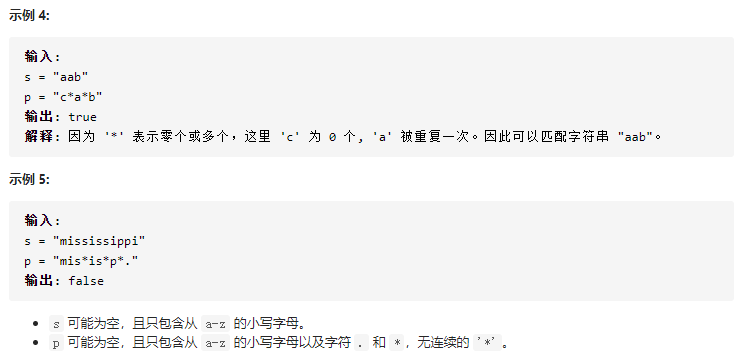 示例 4:
输入:
s = "aab"
p = "c*a*b"
输出: true
解释: 因为 '*' 表示零个或多个，这里 'c' 为 0 个, 'a' 被重复一次。因此可以匹配字符串 "aab"。
示例 5:
输入:
s = "mississippi"
p = "mis*is*p*."
输出: false
• s 可能为空，且只包含从 a-z 的小写字母。
• p 可能为空，且只包含从 a-z 的小写字母以及字符 . 和 *，无连续的 '*'。